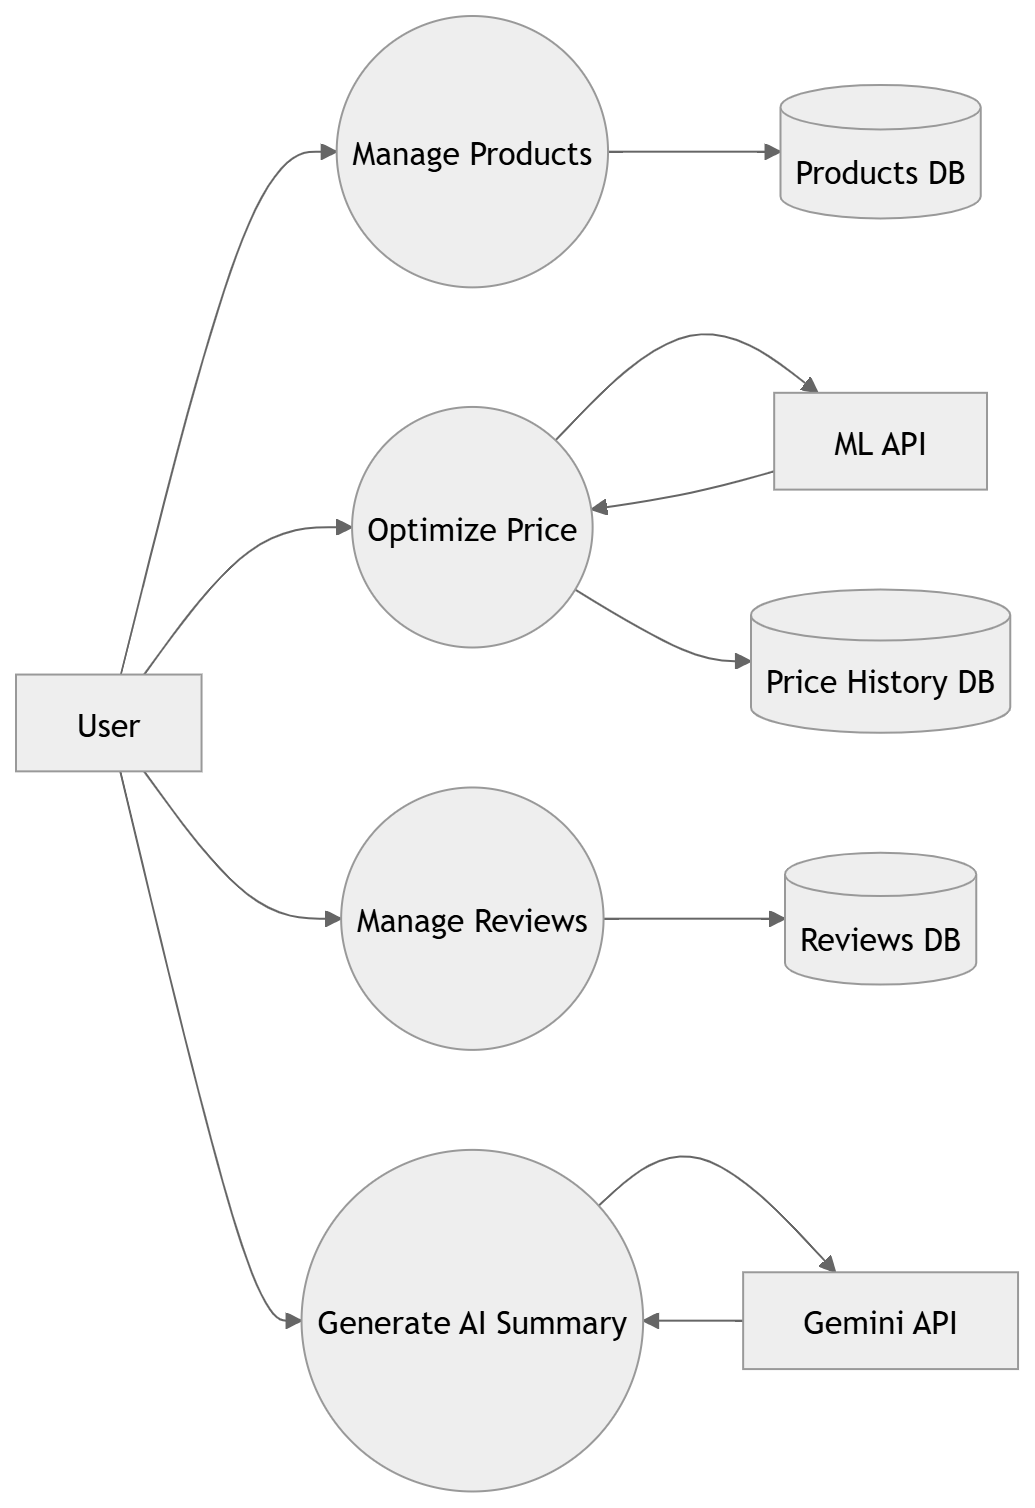 Manage Products
Products DB
ML API
Optimize Price
Price History DB
User
Manage Reviews
Reviews DB
Generate AI Summary
Gemini API